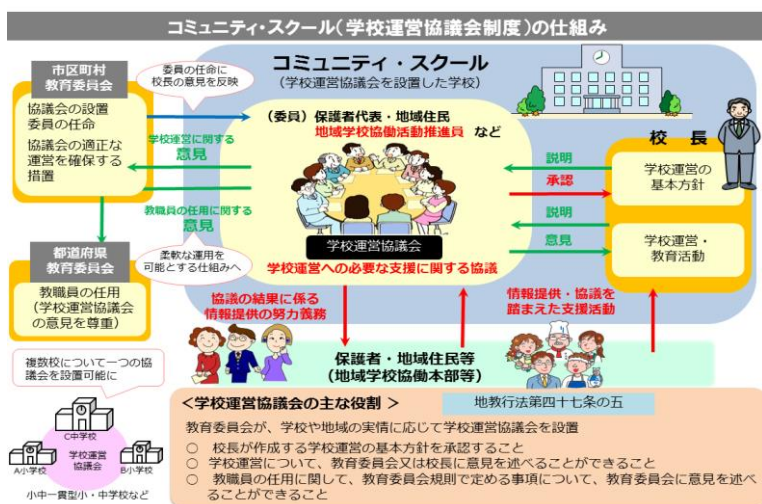 コミュニティ・スクール(学校運営協議会制度)の仕組み
市区町村
教育委員会
協議会の設置
委員の任命
協議会の適正な
運営を確保する
措置
委員の任命に
校長の意見を反映
学校運営に関する
意見
教職員の任用に関する
意見
柔軟な運用を
可能とする仕組みへ
都道府県
教育委員会
教職員の任用
(学校運営協議会
の意見を尊重)
コミュニティ・スクール
(学校運営協議会を設置した学校)
(委員)保護者代表・地域住民
地域学校協働活動推進員 など
学校運営協議会
学校運営への必要な支援に関する協議
校 長
説明
承認
学校運営の
基本方針
説明
意見
学校運営・
教育活動
協議の結果に係る
情報提供の努力義務
情報提供・協議を
踏まえた支援活動
保護者・地域住民等
(地域学校協働本部等)
複数校について一つの協
議会を設置可能に
C中学校
学校運営
協議会
A小学校
B小学校
小中一貫型小・中学校など
<学校運営協議会の主な役割 >
地教行法第四十七条の五
教育委員会が、学校や地域の実情に応じて学校運営協議会を設置
○ 校長が作成する学校運営の基本方針を承認すること
○ 学校運営について、教育委員会又は校長に意見を述べることができること
○ 教職員の任用に関して、教育委員会規則で定める事項について、教育委員会に意見を述べ
ることができること